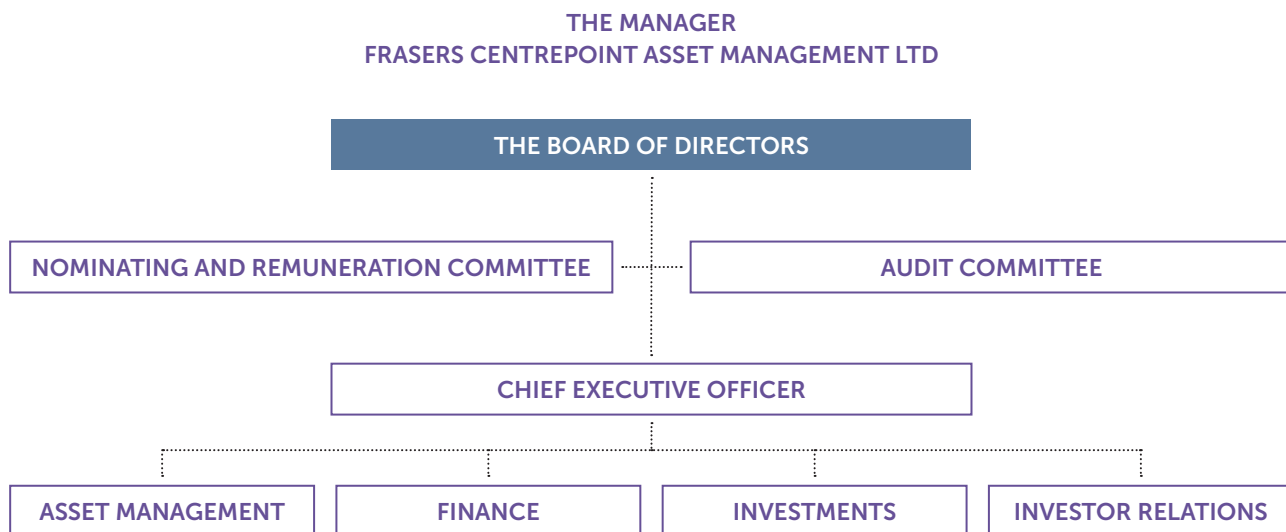 THE MANAGER
FRASERS CENTREPOINT ASSET MANAGEMENT LTD
THE BOARD OF DIRECTORS
NOMINATING AND REMUNERATION COMMITTEE
AUDIT COMMITTEE
CHIEF EXECUTIVE OFFICER
ASSET MANAGEMENT
FINANCE
INVESTMENTS
INVESTOR RELATIONS